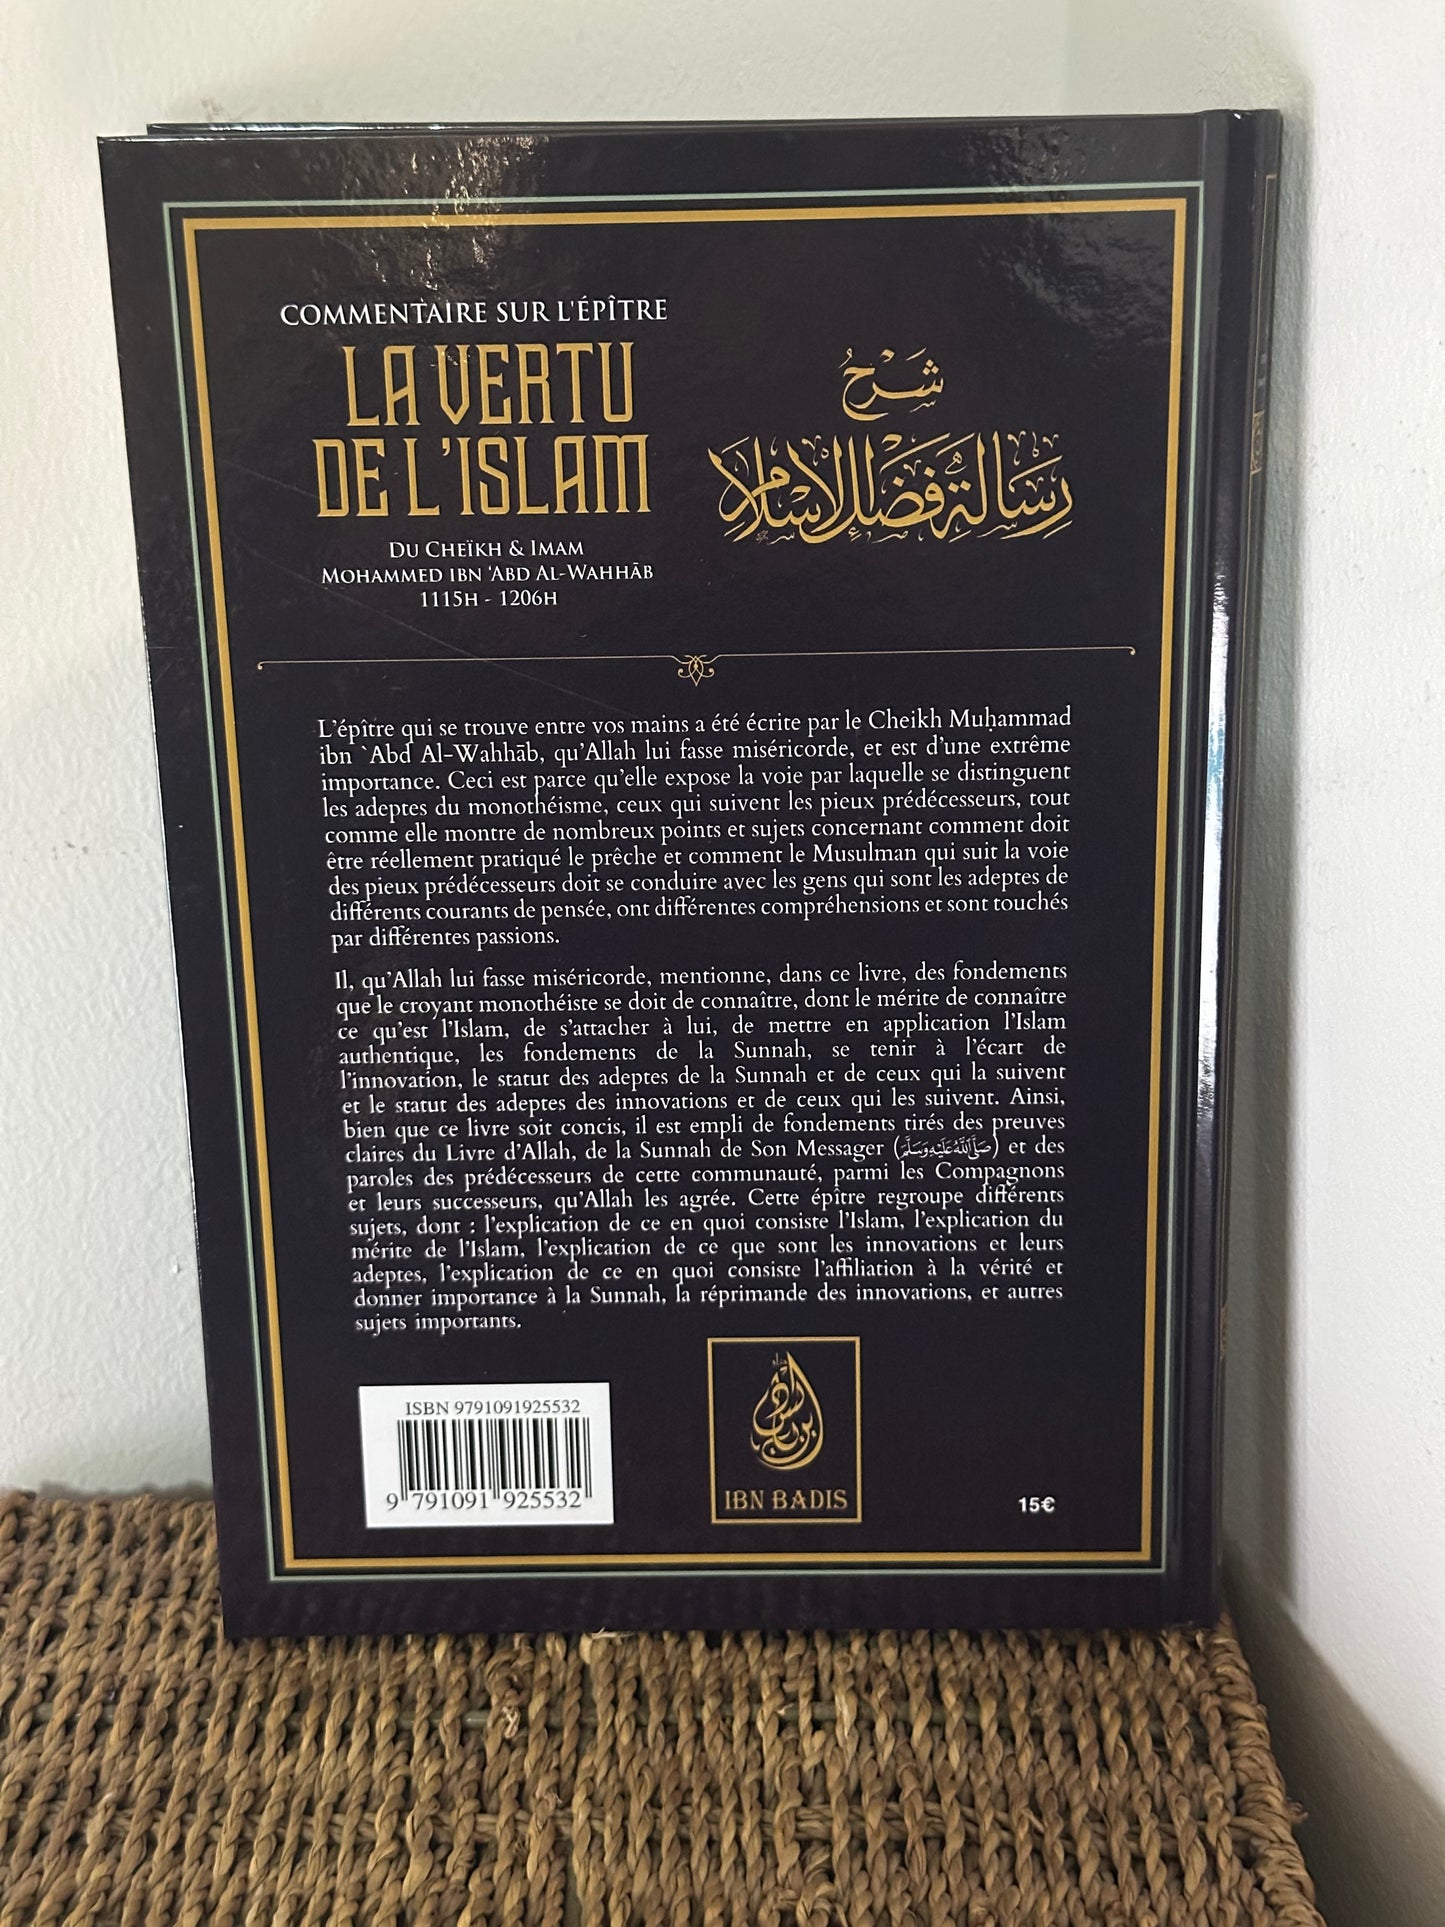 COMMENTAIRE SUR L'ÉPÎTRE
LA VERTU
DE L'ISLAM
DU CHEÏKH & IMAM
MOHAMMED IBN ‘ABD AL-WAHHĀB
1115H - 1206H
شَرْحُ
رِسَالَةِ فَضْلِ الإِسْلَامِ
L’épître qui se trouve entre vos mains a été écrite par le Cheikh Muḥammad
ibn `Abd Al-Wahhāb, qu’Allah lui fasse miséricorde, et est d’une extrême
importance. Ceci est parce qu’elle expose la voie par laquelle se distinguent
les adeptes du monothéisme, ceux qui suivent les pieux prédécesseurs, tout
comme elle montre de nombreux points et sujets concernant comment doit
être réellement pratiqué le prêche et comment le Musulman qui suit la voie
des pieux prédécesseurs doit se conduire avec les gens qui sont les adeptes de
différents courants de pensée, ont différentes compréhensions et sont touchés
par différentes passions.
Il, qu’Allah lui fasse miséricorde, mentionne, dans ce livre, des fondements
que le croyant monothéiste se doit de connaître, dont le mérite de connaître
ce qu’est l’Islam, de s’attacher à lui, de mettre en application l’Islam
authentique, les fondements de la Sunnah, se tenir à l’écart de
l’innovation, le statut des adeptes de la Sunnah et de ceux qui la suivent
et le statut des adeptes des innovations et de ceux qui les suivent. Ainsi,
bien que ce livre soit concis, il est empli de fondements tirés des preuves
claires du Livre d’Allah, de la Sunnah de Son Messager (صَلَّى اللَّهُ عَلَيْهِ وَسَلَّمَ) et des
paroles des prédécesseurs de cette communauté, parmi les Compagnons
et leurs successeurs, qu’Allah les agrée. Cette épître regroupe différents
sujets, dont : l’explication de ce en quoi consiste l’Islam, l’explication du
mérite de l’Islam, l’explication de ce que sont les innovations et leurs
adeptes, l’explication de ce en quoi consiste l’affiliation à la vérité et
donner importance à la Sunnah, la réprimande des innovations, et autres
sujets importants.
ISBN 9791091925532
9 791091 925532
ابن باديس
IBN BADIS
15€